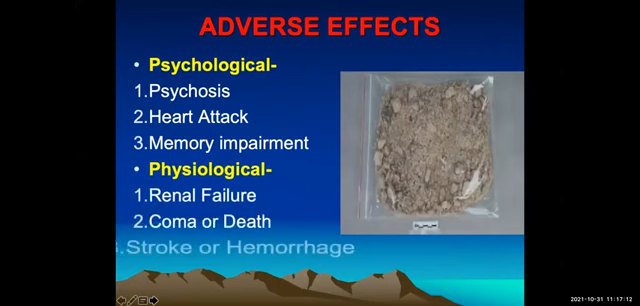 ADVERSE EFFECTS
• Psychological-
1.Psychosis
2.Heart Attack
3.Memory impairment
• Physiological-
1.Renal Failure
2.Coma or Death
3.Stroke or Hemorrhage
2021-10-31 11:17:12